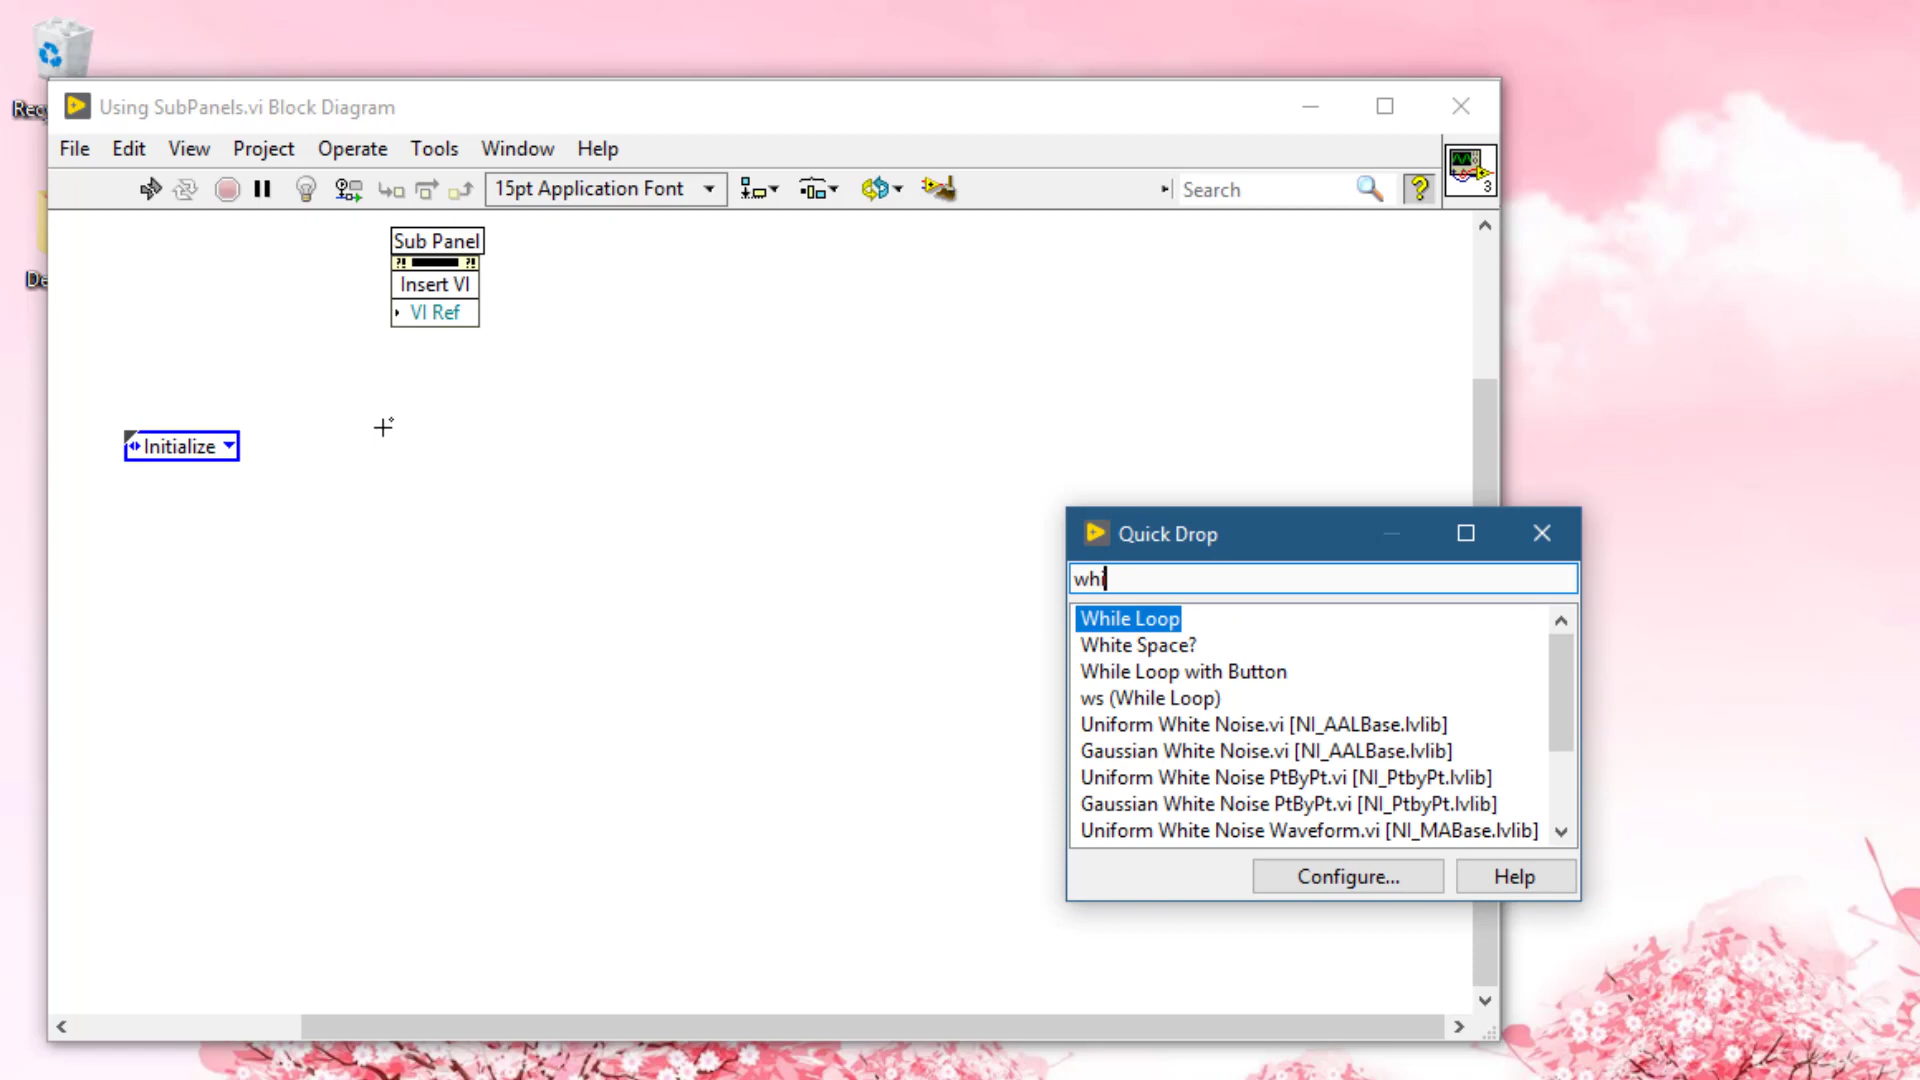 Using SubPanels.vi Block Diagram
File Edit View Project Operate Tools Window Help
15pt Application Font
Search
?
3
Sub Panel
?! ?!
Insert VI
VI Ref
Initialize
Quick Drop
whi
While Loop
White Space?
While Loop with Button
ws (While Loop)
Uniform White Noise.vi [NI_AALBase.lvlib]
Gaussian White Noise.vi [NI_AALBase.lvlib]
Uniform White Noise PtByPt.vi [NI_PtbyPt.lvlib]
Gaussian White Noise PtByPt.vi [NI_PtbyPt.lvlib]
Uniform White Noise Waveform.vi [NI_MABase.lvlib]
Configure... Help